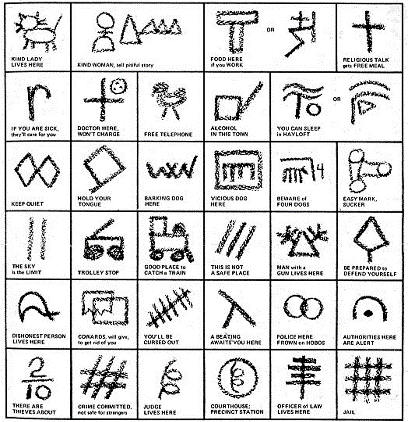 KIND LADY
LIVES HERE
KIND WOMAN, tell pitiful story
FOOD HERE
if you WORK
OR
RELIGIOUS TALK
gets FREE MEAL
IF YOU ARE SICK,
they'll care for you
DOCTOR HERE,
WON'T CHARGE
FREE TELEPHONE
ALCOHOL
IN THIS TOWN
YOU CAN SLEEP
in HAYLOFT
OR
KEEP QUIET
HOLD YOUR
TONGUE
BARKING DOG
HERE
VICIOUS DOG
HERE
4
BEWARE of
FOUR DOGS
EASY MARK,
SUCKER
THE SKY
is the LIMIT
TROLLEY STOP
GOOD PLACE to
CATCH a TRAIN
THIS IS NOT
A SAFE PLACE
MAN with a
GUN LIVES HERE
BE PREPARED to
DEFEND YOURSELF
DISHONEST PERSON
LIVES HERE
COWARDS, will give,
to get rid of you
YOU'LL BE
CURSED OUT
A BEATING
AWAITS YOU HERE
POLICE HERE
FROWN on HOBOS
AUTHORITIES HERE
ARE ALERT
2
10
THERE ARE
THIEVES ABOUT
CRIME COMMITTED,
not safe for strangers
JUDGE
LIVES HERE
COURTHOUSE;
PRECINCT STATION
OFFICER of LAW
LIVES HERE
JAIL